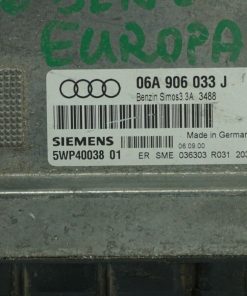 EUROPA
06A 906 033 J
Benzin Simos3.3A 3488
Made in Germany
SIEMENS
06.09.00
5WP40038 01
ER SME 036303 R031 203